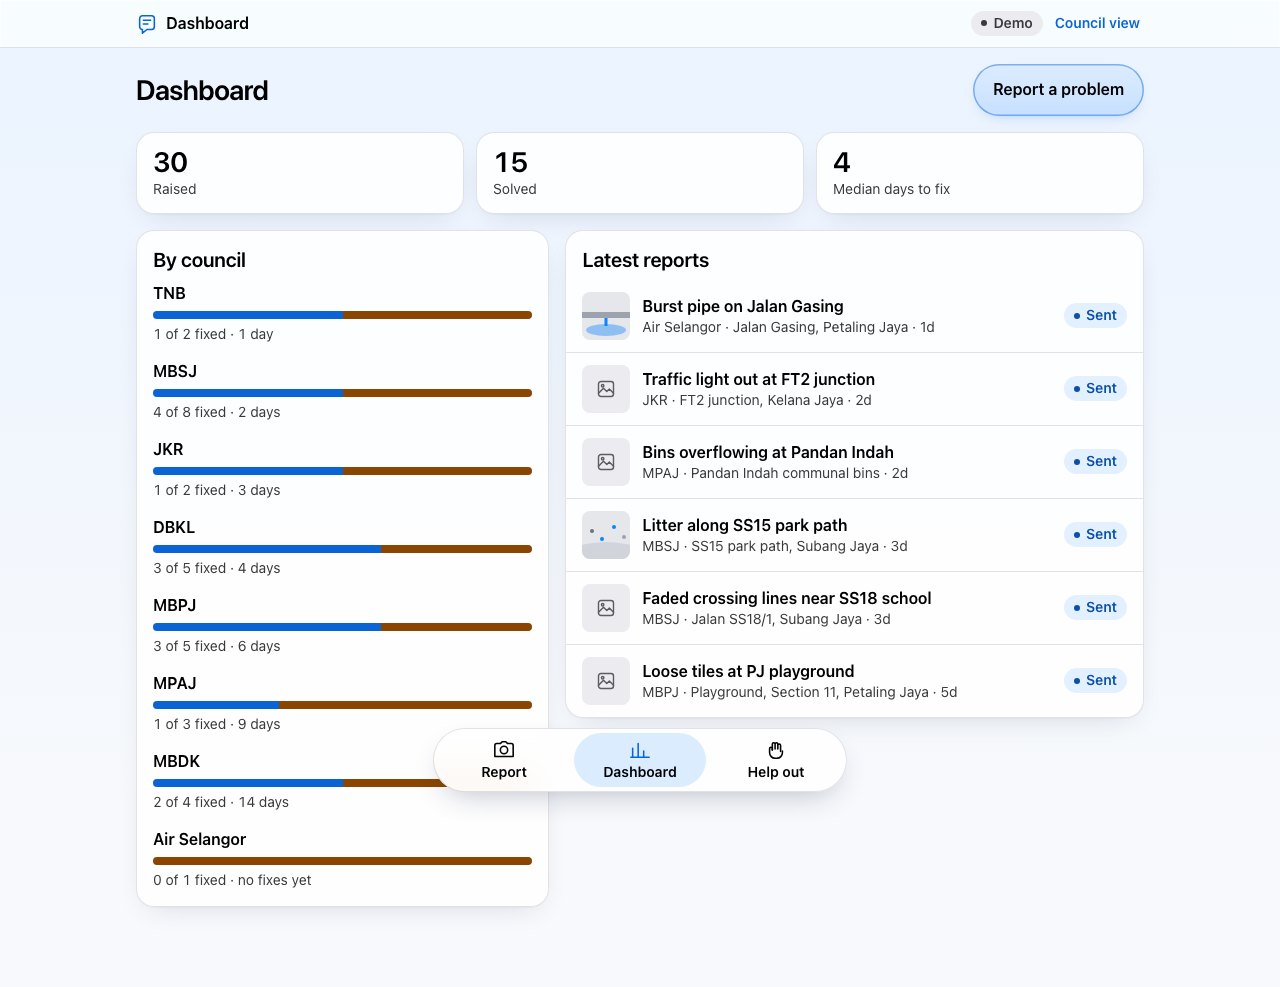 Dashboard
Demo
Council view
Dashboard
Report a problem
30
Raised
15
Solved
4
Median days to fix
By council
TNB
1 of 2 fixed · 1 day
MBSJ
4 of 8 fixed · 2 days
JKR
1 of 2 fixed · 3 days
DBKL
3 of 5 fixed · 4 days
MBPJ
3 of 5 fixed · 6 days
MPAJ
1 of 3 fixed · 9 days
MBDK
2 of 4 fixed · 14 days
Air Selangor
0 of 1 fixed · no fixes yet
Latest reports
Burst pipe on Jalan Gasing
Air Selangor · Jalan Gasing, Petaling Jaya · 1d
Sent
Traffic light out at FT2 junction
JKR · FT2 junction, Kelana Jaya · 2d
Sent
Bins overflowing at Pandan Indah
MPAJ · Pandan Indah communal bins · 2d
Sent
Litter along SS15 park path
MBSJ · SS15 park path, Subang Jaya · 3d
Sent
Faded crossing lines near SS18 school
MBSJ · Jalan SS18/1, Subang Jaya · 3d
Sent
Loose tiles at PJ playground
MBPJ · Playground, Section 11, Petaling Jaya · 5d
Sent
Report
Dashboard
Help out